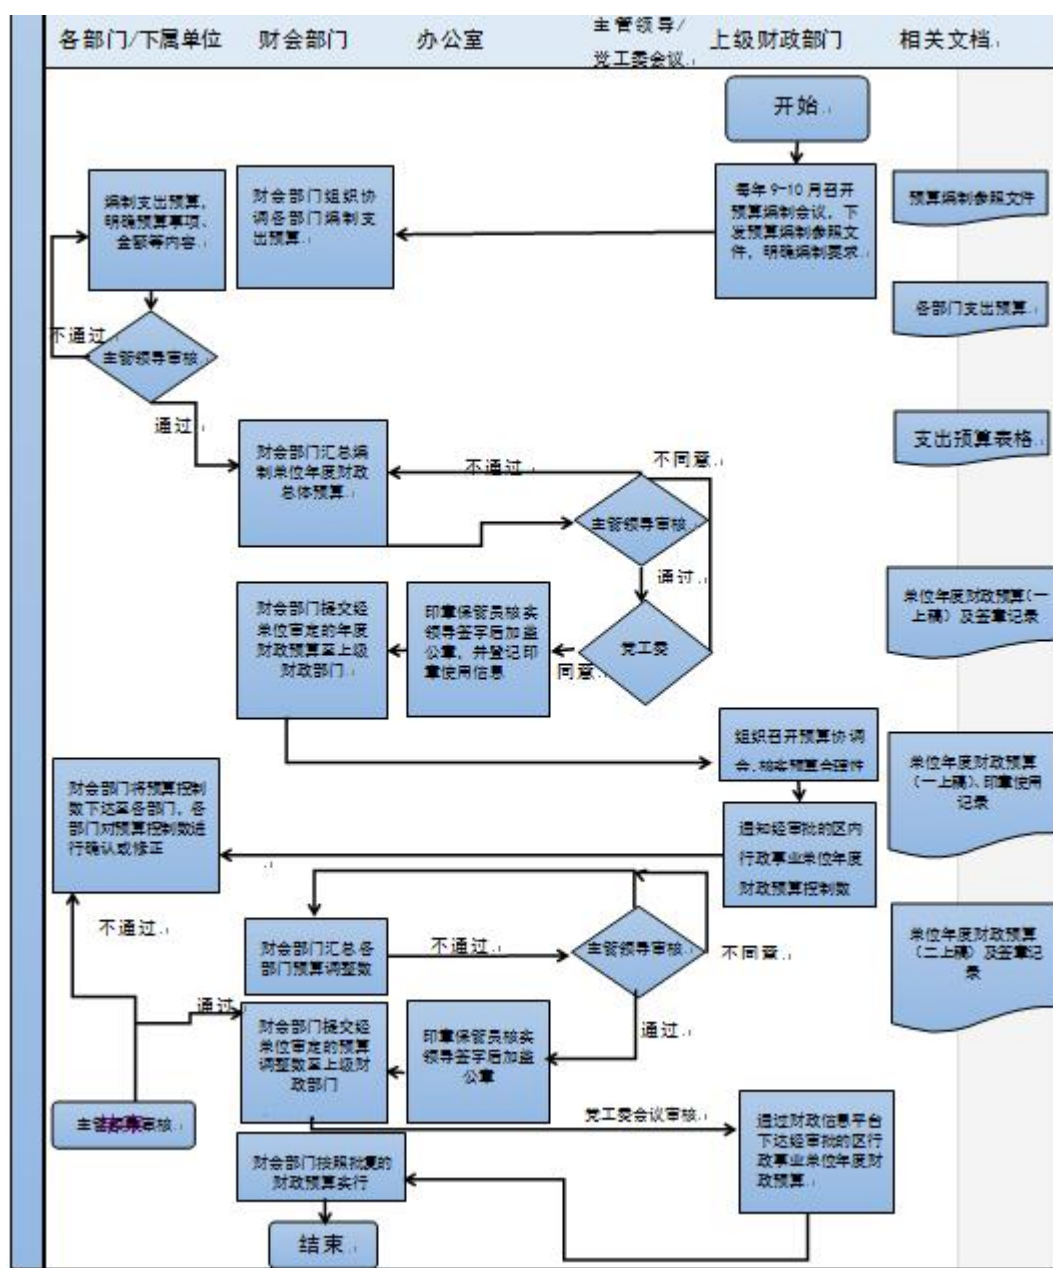 各部门/下属单位
财会部门
办公室
主管领导/
党工委会议
上级财政部门
相关文档
开始
编制支出预算，
明确预算事项、
金额等内容
财会部门组织协
调各部门编制支
出预算
每年 9-10 月召开
预算编制会议，下
发预算编制参照文
件，明确编制要求
预算编制参照文件
各部门支出预算
不通过
主管领导审核
通过
财会部门汇总编
制单位年度财政
总体预算
不通过
不同意
主管领导审核
支出预算表格
通过
财会部门提交经
单位审定的年度
财政预算至上级
财政部门
印章保管员核实
领导签字后加盖
公章，并登记印
章使用信息
同意
党工委
单位年度财政预算（一
上稿）及签章记录
组织召开预算协调
会、核实预算合理性
单位年度财政预算
（一上稿）、印章使用
记录
财会部门将预算控制
数下达至各部门，各
部门对预算控制数进
行确认或修正
通知经审批的区内
行政事业单位年度
财政预算控制数
不通过
财会部门汇总各
部门预算调整数
不通过
主管领导审核
不同意
单位年度财政预算
（二上稿）及签章记
录
通过
财会部门提交经
单位审定的预算
调整数至上级财
政部门
印章保管员核实
领导签字后加盖
公章
通过
主管领导审核
党工委会议审核
通过财政信息平台
下达经审批的区行
政事业单位年度财
政预算
财会部门按照批复的
财政预算实行
结束